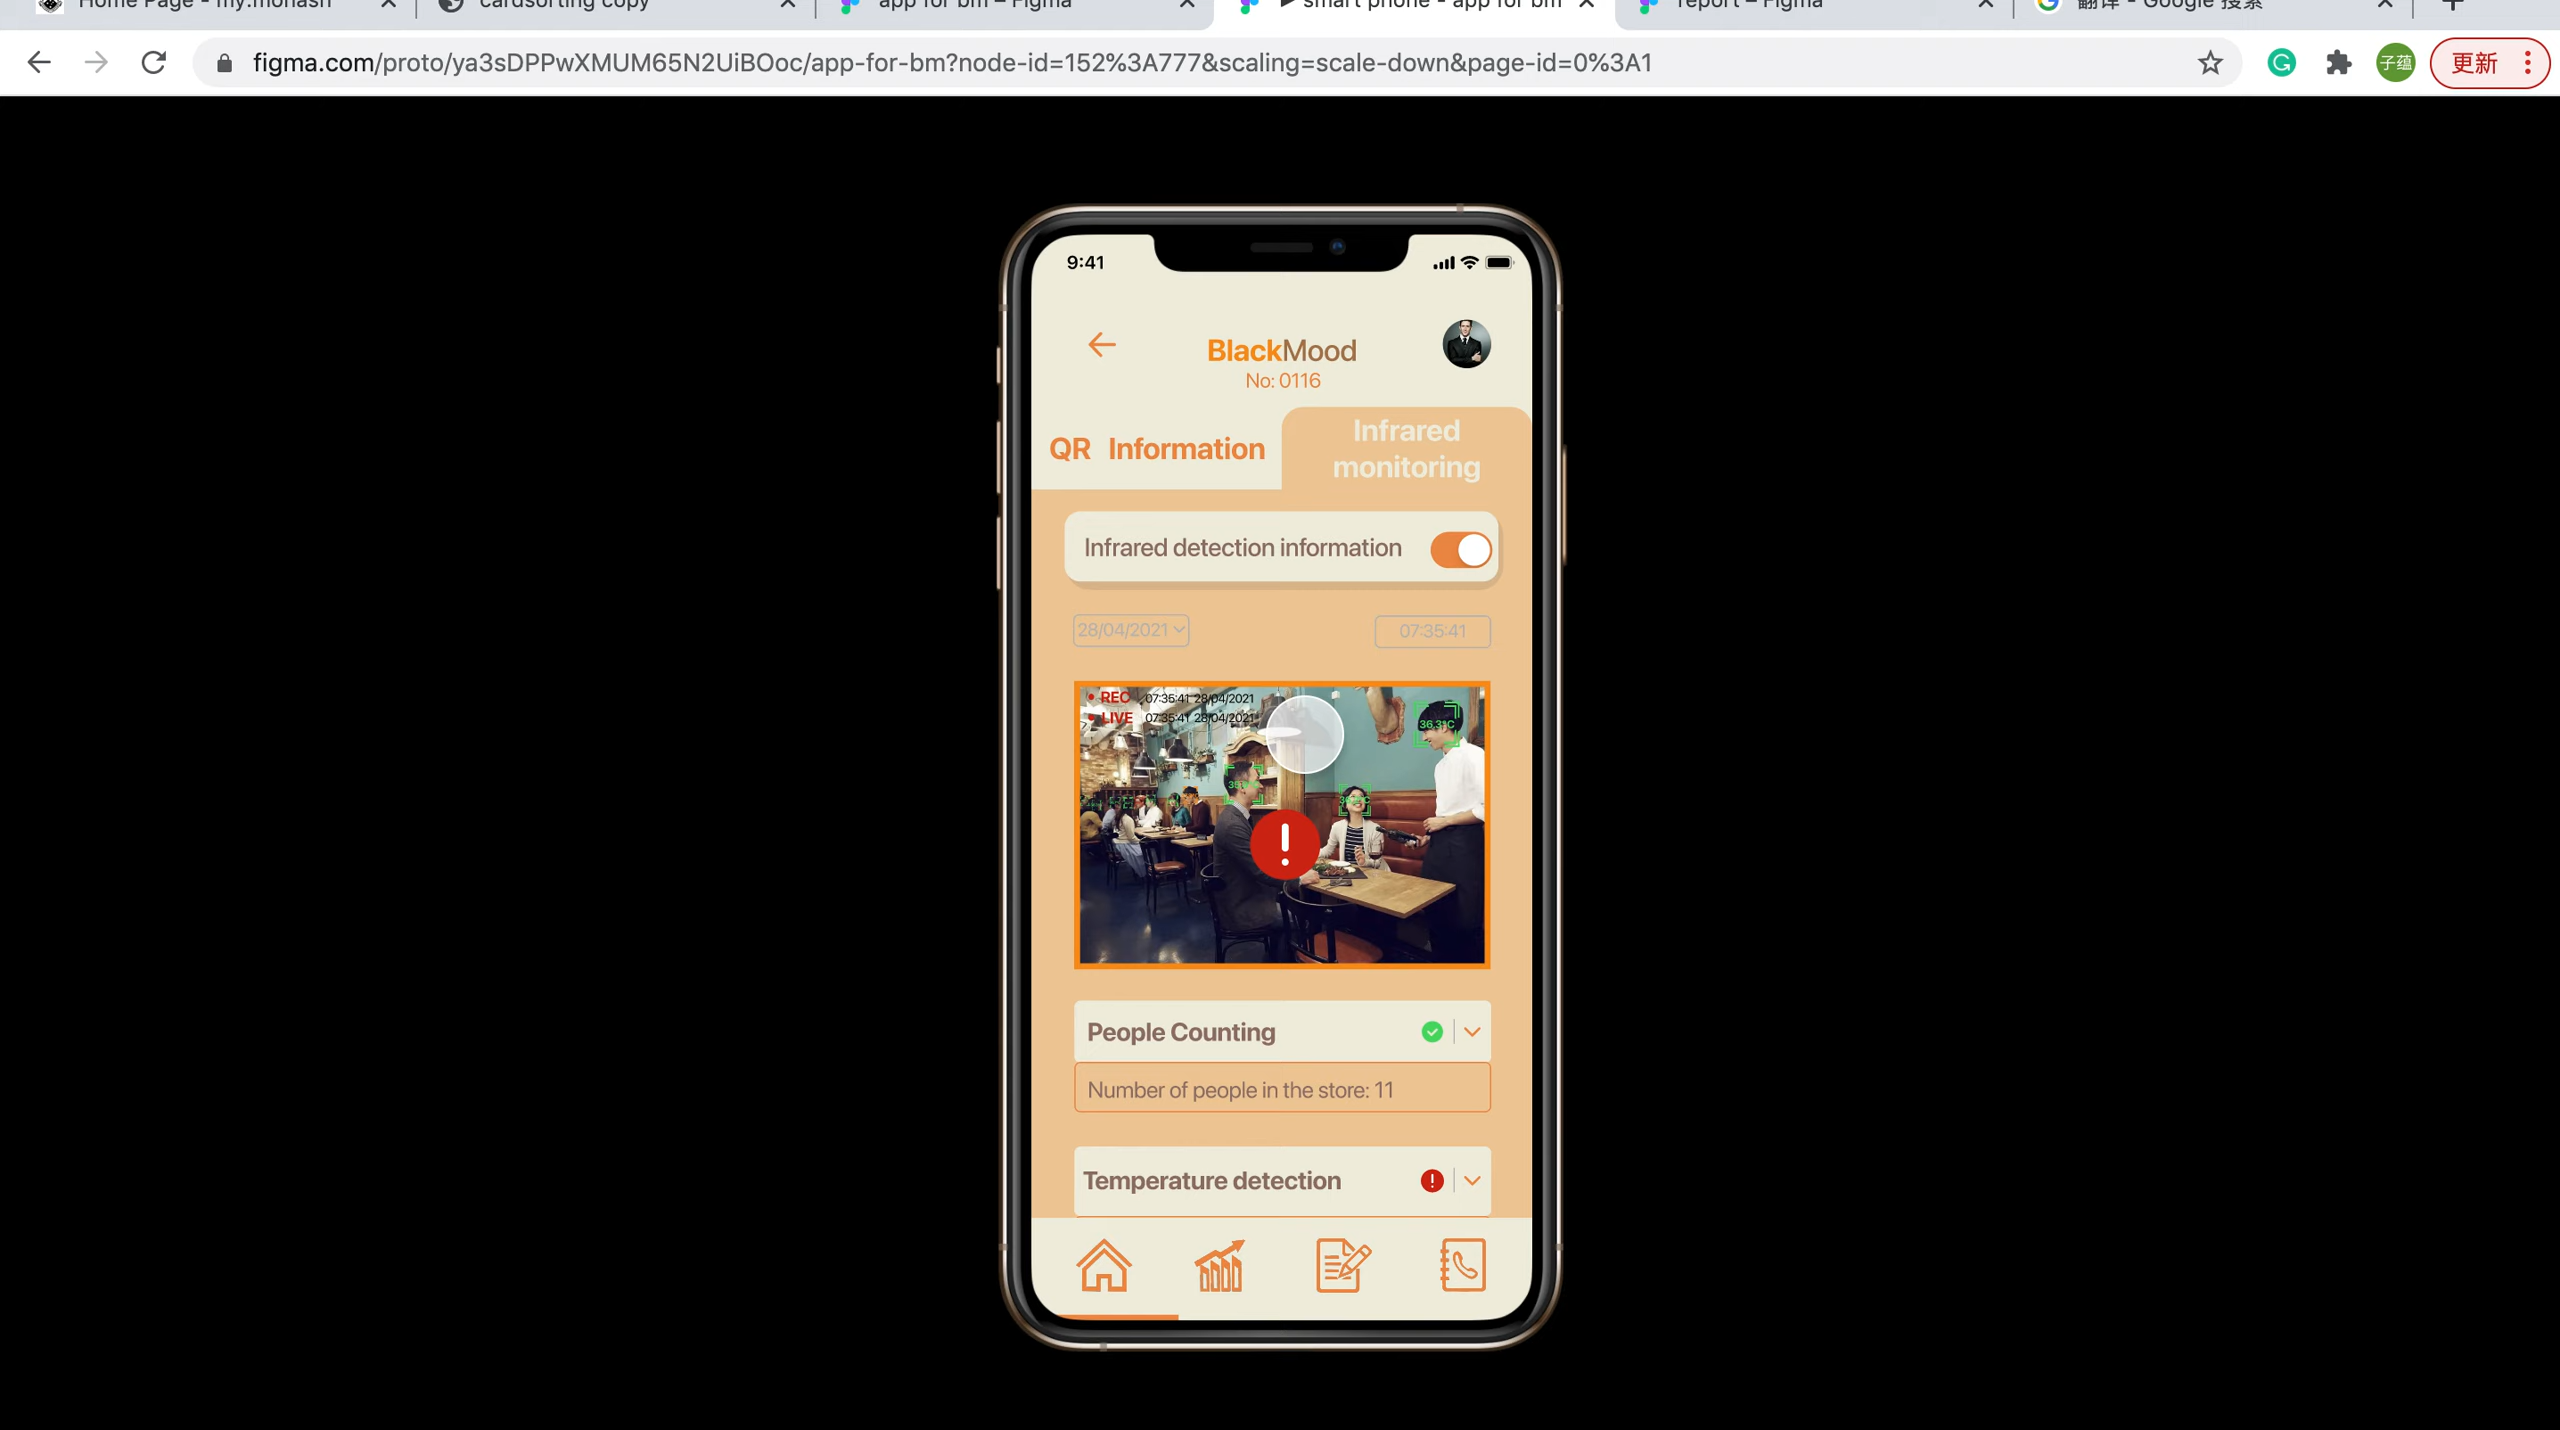 Home Page - my.monash
cardsorting copy
app for bm – Figma
smart phone - app for bm
report – Figma
翻译 - Google 搜索
figma.com/proto/ya3sDPPwXMUM65N2UiBOoc/app-for-bm?node-id=152%3A777&scaling=scale-down&page-id=0%3A1
子蕴
更新
9:41
BlackMood
No: 0116
QR Information
Infrared
monitoring
Infrared detection information
28/04/2021
07:35:41
REC 07:35:41 28/04/2021
LIVE 07:35:41 28/04/2021
36.3°C
People Counting
Number of people in the store: 11
Temperature detection